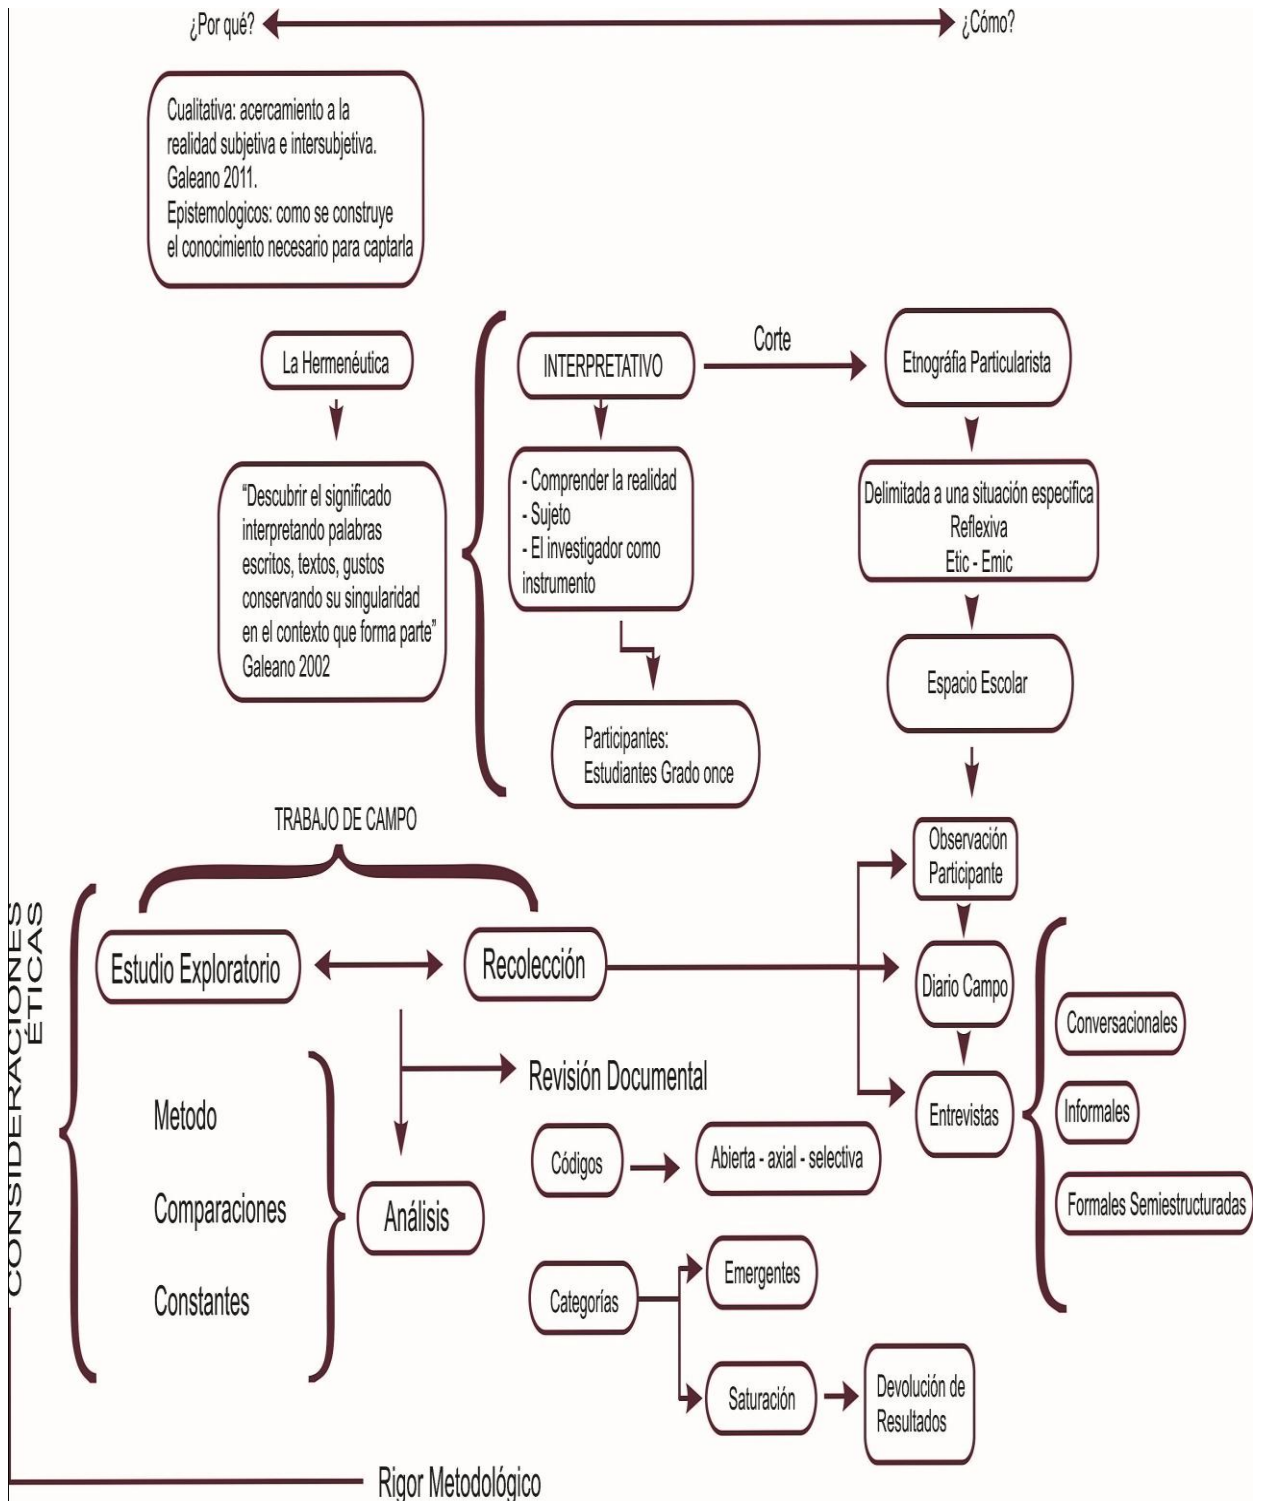 ¿Por qué?
¿Cómo?
Cualitativa: acercamiento a la
realidad subjetiva e intersubjetiva.
Galeano 2011.
Epistemologicos: como se construye
el conocimiento necesario para captarla
La Hermenéutica
"Descubrir el significado
interpretando palabras
escritos, textos, gustos
conservando su singularidad
en el contexto que forma parte"
Galeano 2002
INTERPRETATIVO
- Comprender la realidad
- Sujeto
- El investigador como
instrumento
Participantes:
Estudiantes Grado once
Corte
Etnográfia Particularista
Delimitada a una situación especifica
Reflexiva
Etic - Emic
Espacio Escolar
TRABAJO DE CAMPO
CONSIDERACIONES
ÉTICAS
Estudio Exploratorio
Recolección
Observación
Participante
Diario Campo
Entrevistas
Conversacionales
Informales
Formales Semiestructuradas
Revisión Documental
Metodo
Comparaciones
Constantes
Análisis
Códigos
Abierta - axial - selectiva
Categorías
Emergentes
Saturación
Devolución de
Resultados
Rigor Metodológico